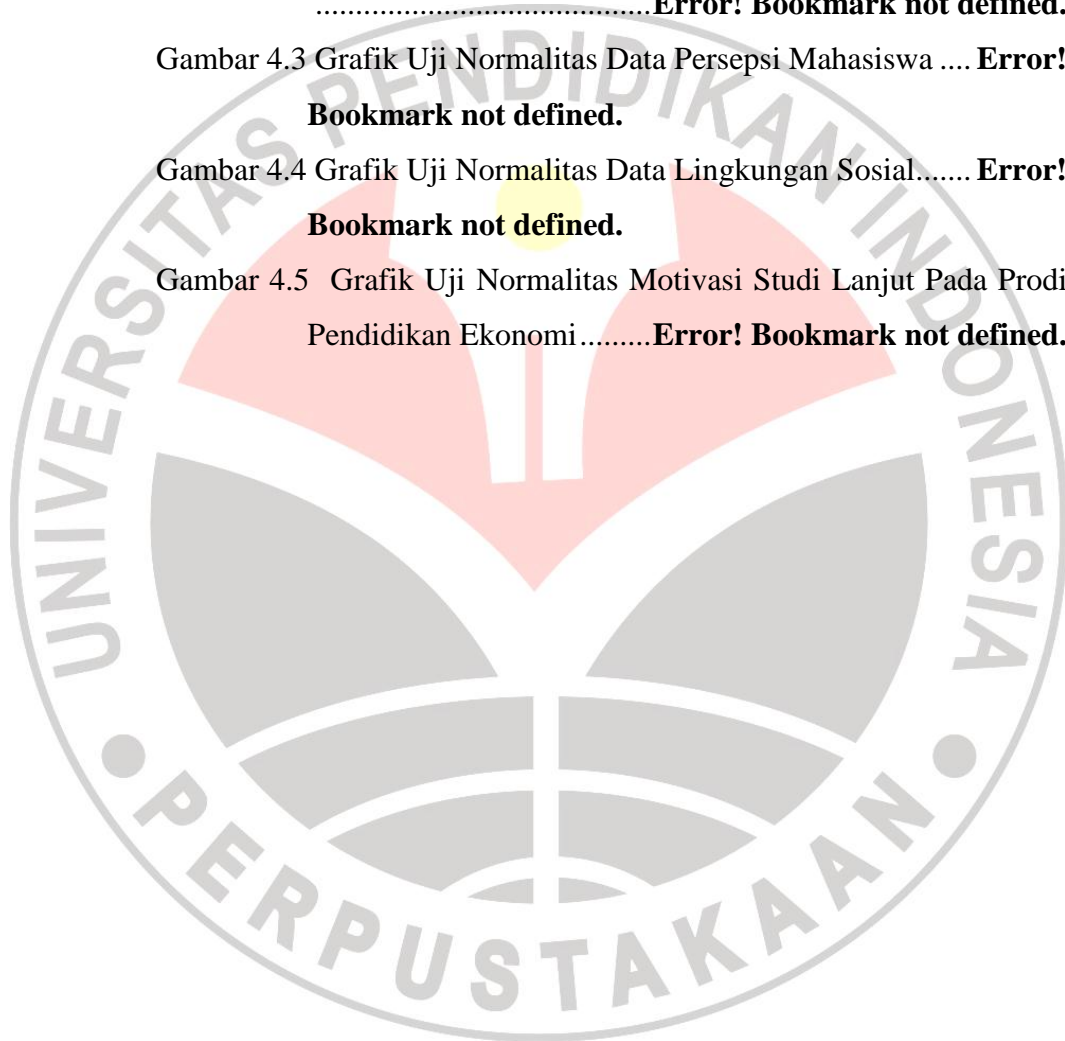 ..........................................Error! Bookmark not defined.
Gambar 4.3 Grafik Uji Normalitas Data Persepsi Mahasiswa .... Error!
Bookmark not defined.
Gambar 4.4 Grafik Uji Normalitas Data Lingkungan Sosial....... Error!
Bookmark not defined.
Gambar 4.5 Grafik Uji Normalitas Motivasi Studi Lanjut Pada Prodi
Pendidikan Ekonomi.........Error! Bookmark not defined.
UNIVERSITAS PENDIDIKAN INDONESIA
PERPUSTAKAAN